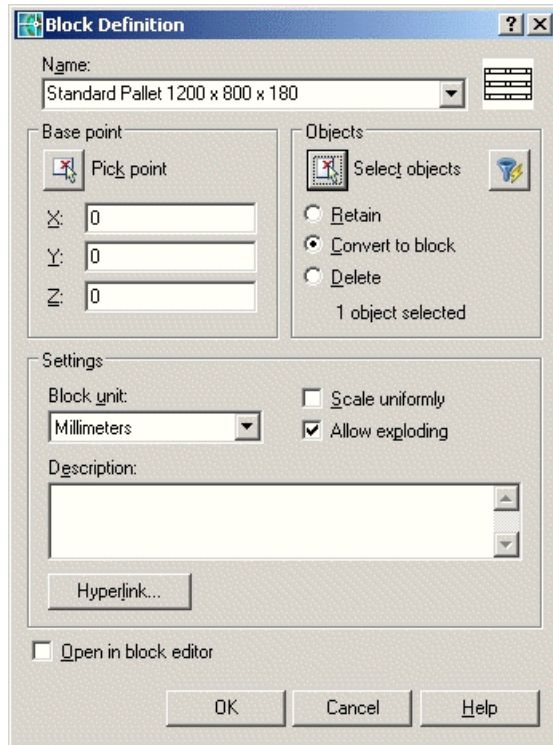 Block Definition
Name:
Standard Pallet 1200 x 800 x 180
Base point
Pick point
X: 0
Y: 0
Z: 0
Objects
Select objects
Retain
Convert to block
Delete
1 object selected
Settings
Block unit:
Millimeters
Scale uniformly
Allow exploding
Description:
Hyperlink...
Open in block editor
OK Cancel Help